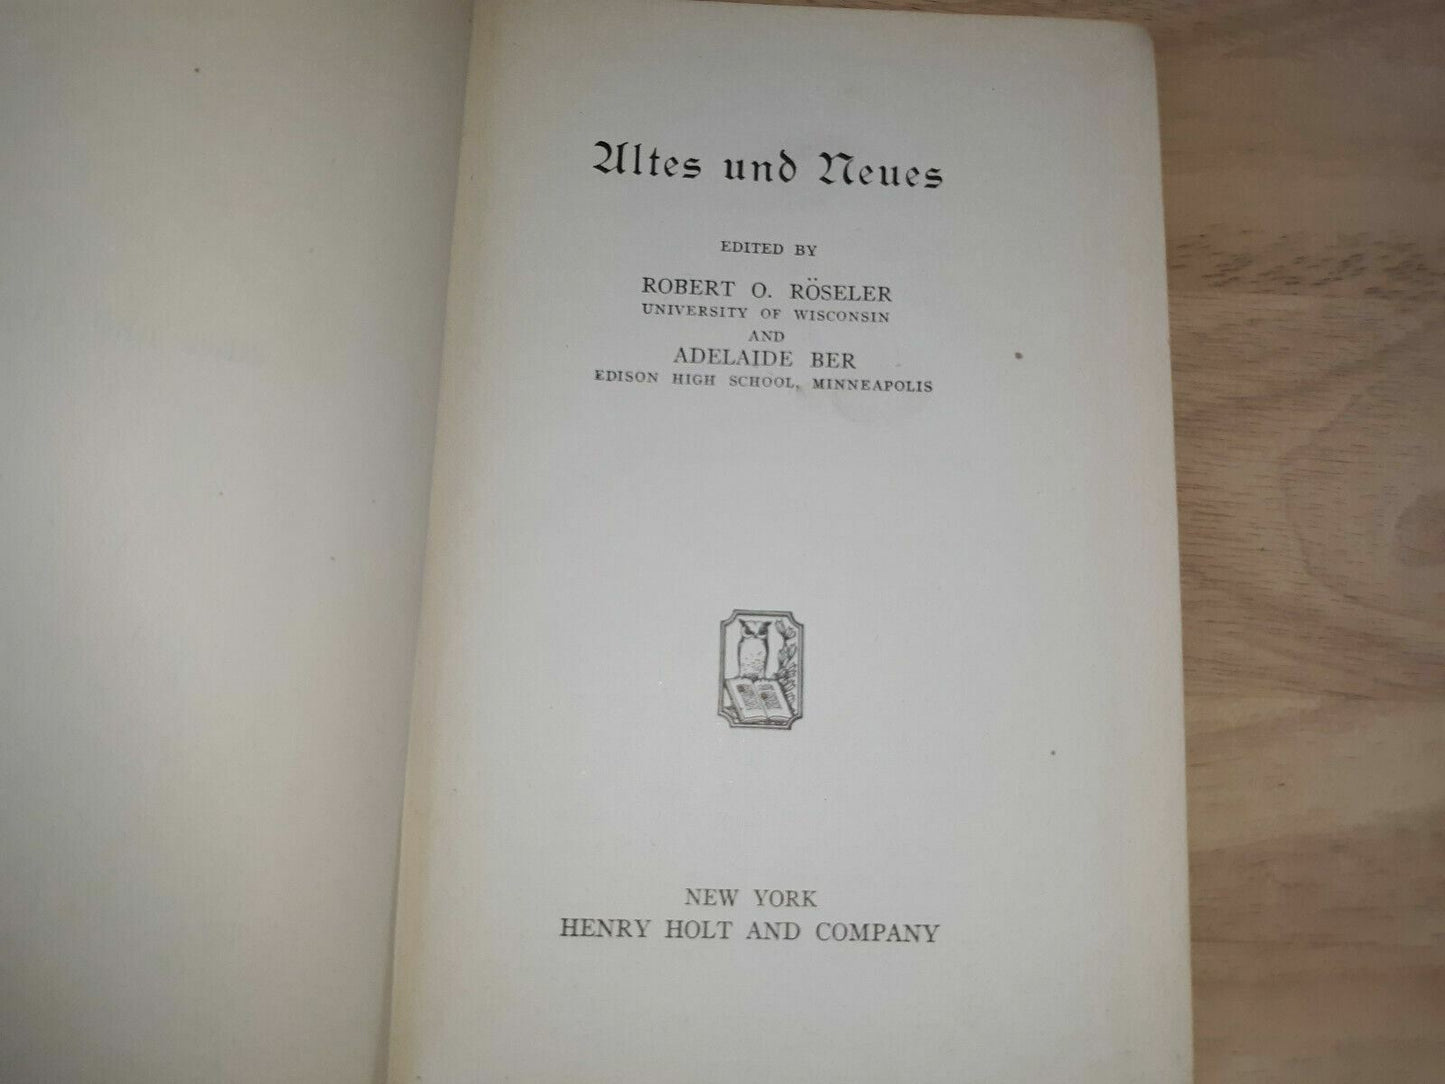 Altes und Neues
EDITED BY
ROBERT O. RÖSELER
UNIVERSITY OF WISCONSIN
AND
ADELAIDE BER
EDISON HIGH SCHOOL, MINNEAPOLIS
NEW YORK
HENRY HOLT AND COMPANY